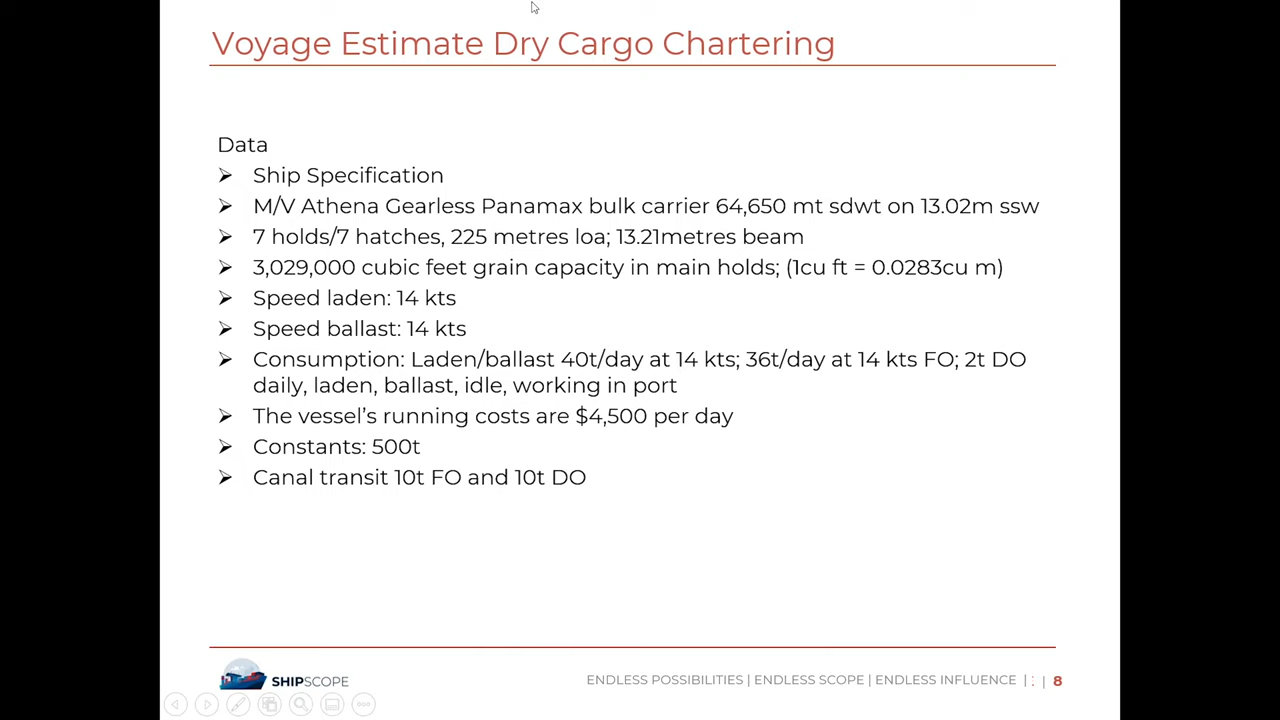 Voyage Estimate Dry Cargo Chartering
Data
➢ Ship Specification
➢ M/V Athena Gearless Panamax bulk carrier 64,650 mt sdwt on 13.02m ssw
➢ 7 holds/7 hatches, 225 metres loa; 13.21metres beam
➢ 3,029,000 cubic feet grain capacity in main holds; (1cu ft = 0.0283cu m)
➢ Speed laden: 14 kts
➢ Speed ballast: 14 kts
➢ Consumption: Laden/ballast 40t/day at 14 kts; 36t/day at 14 kts FO; 2t DO
daily, laden, ballast, idle, working in port
➢ The vessel’s running costs are $4,500 per day
➢ Constants: 500t
➢ Canal transit 10t FO and 10t DO
SHIPSCOPE
ENDLESS POSSIBILITIES | ENDLESS SCOPE | ENDLESS INFLUENCE | : | 8